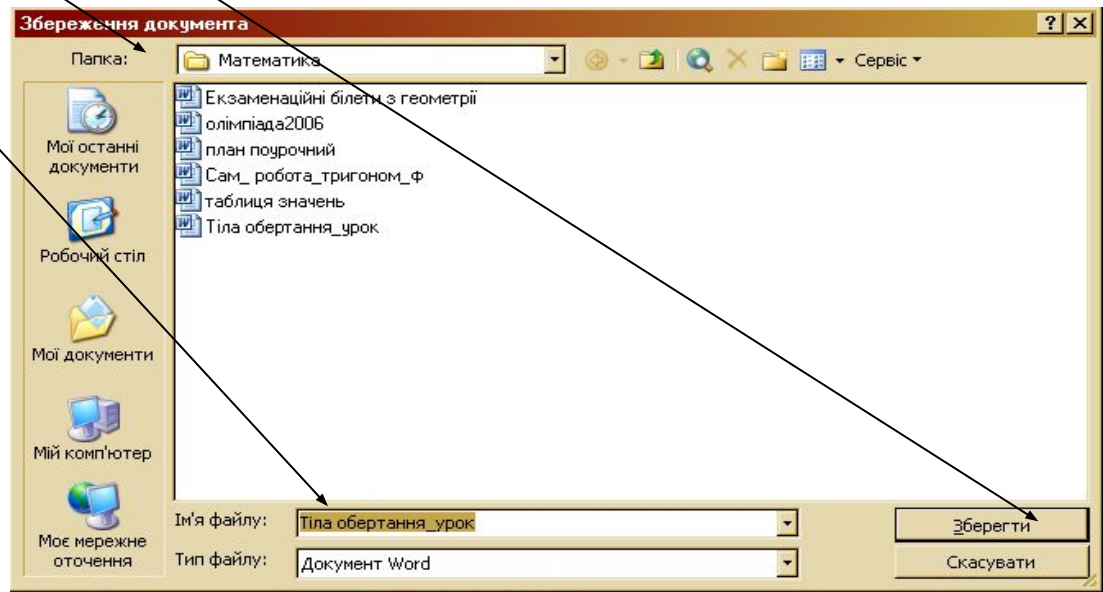 Збереження документа
Папка:
Математика
Сервіс
Екзаменаційні білети з геометрії
олімпіада2006
план поурочний
Сам_ робота_тригоном_ф
таблиця значень
Тіла обертання_урок
Мої останні
документи
Робочий стіл
Мої документи
Мій комп'ютер
Моє мережне
оточення
Ім'я файлу:
Тіла обертання_урок
Зберегти
Тип файлу:
Документ Word
Скасувати